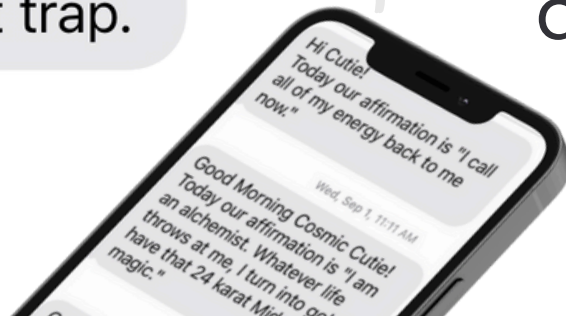 t trap.
C
Hi Cutie!
Today our affirmation is "I call
all of my energy back to me
now."
Wed, Sep 1, 11:11 AM
Good Morning Cosmic Cutie!
Today our affirmation is "I am
an alchemist. Whatever life
throws at me, I turn into
have that 24 karat
magic."